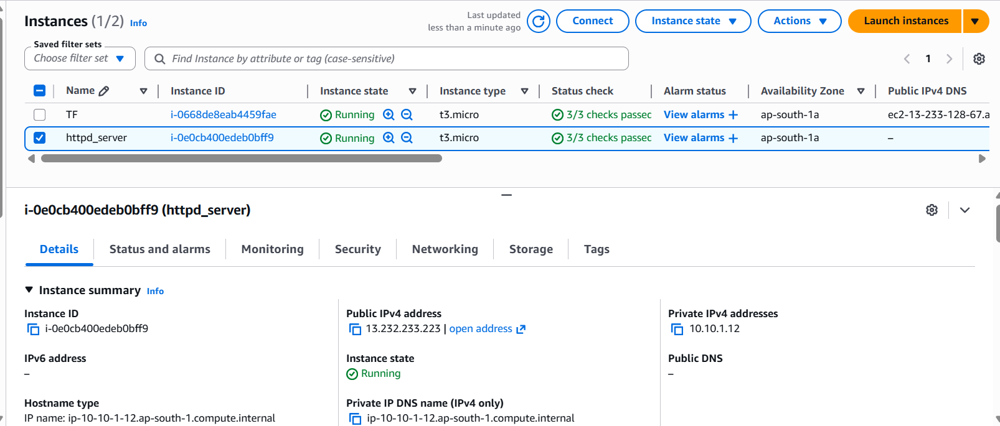 Instances (1/2) Info
Last updated
less than a minute ago
Connect
Instance state
Actions
Launch instances
Saved filter sets
Choose filter set
Find Instance by attribute or tag (case-sensitive)
1
Name Instance ID Instance state Instance type Status check Alarm status Availability Zone Public IPv4 DNS
TF i-0668de8eab4459fae Running t3.micro 3/3 checks passed View alarms + ap-south-1a ec2-13-233-128-67.a
httpd_server i-0e0cb400edeb0bff9 Running t3.micro 3/3 checks passed View alarms + ap-south-1a –
i-0e0cb400edeb0bff9 (httpd_server)
Details Status and alarms Monitoring Security Networking Storage Tags
Instance summary Info
Instance ID
i-0e0cb400edeb0bff9
Public IPv4 address
13.232.233.223 | open address
Private IPv4 addresses
10.10.1.12
IPv6 address
–
Instance state
Running
Public DNS
–
Hostname type
IP name: ip-10-10-1-12.ap-south-1.compute.internal
Private IP DNS name (IPv4 only)
ip-10-10-1-12.ap-south-1.compute.internal